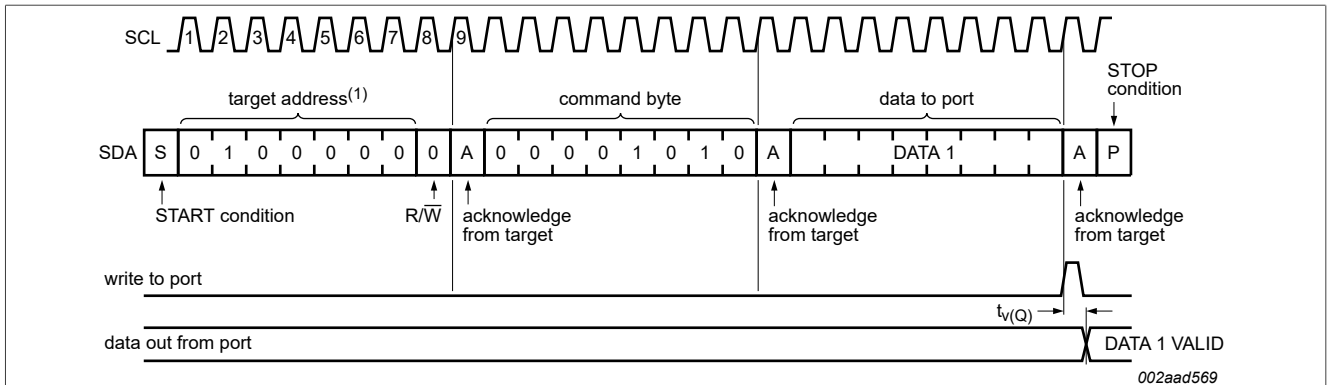 SCL 1 2 3 4 5 6 7 8 9
STOP
condition
target address(1) command byte data to port
SDA S 0 1 0 0 0 0 0 0 A 0 0 0 0 1 0 1 0 A DATA 1 A P
START condition R/W̅ acknowledge acknowledge acknowledge
from target from target from target
write to port
tv(Q)
data out from port DATA 1 VALID
002aad569